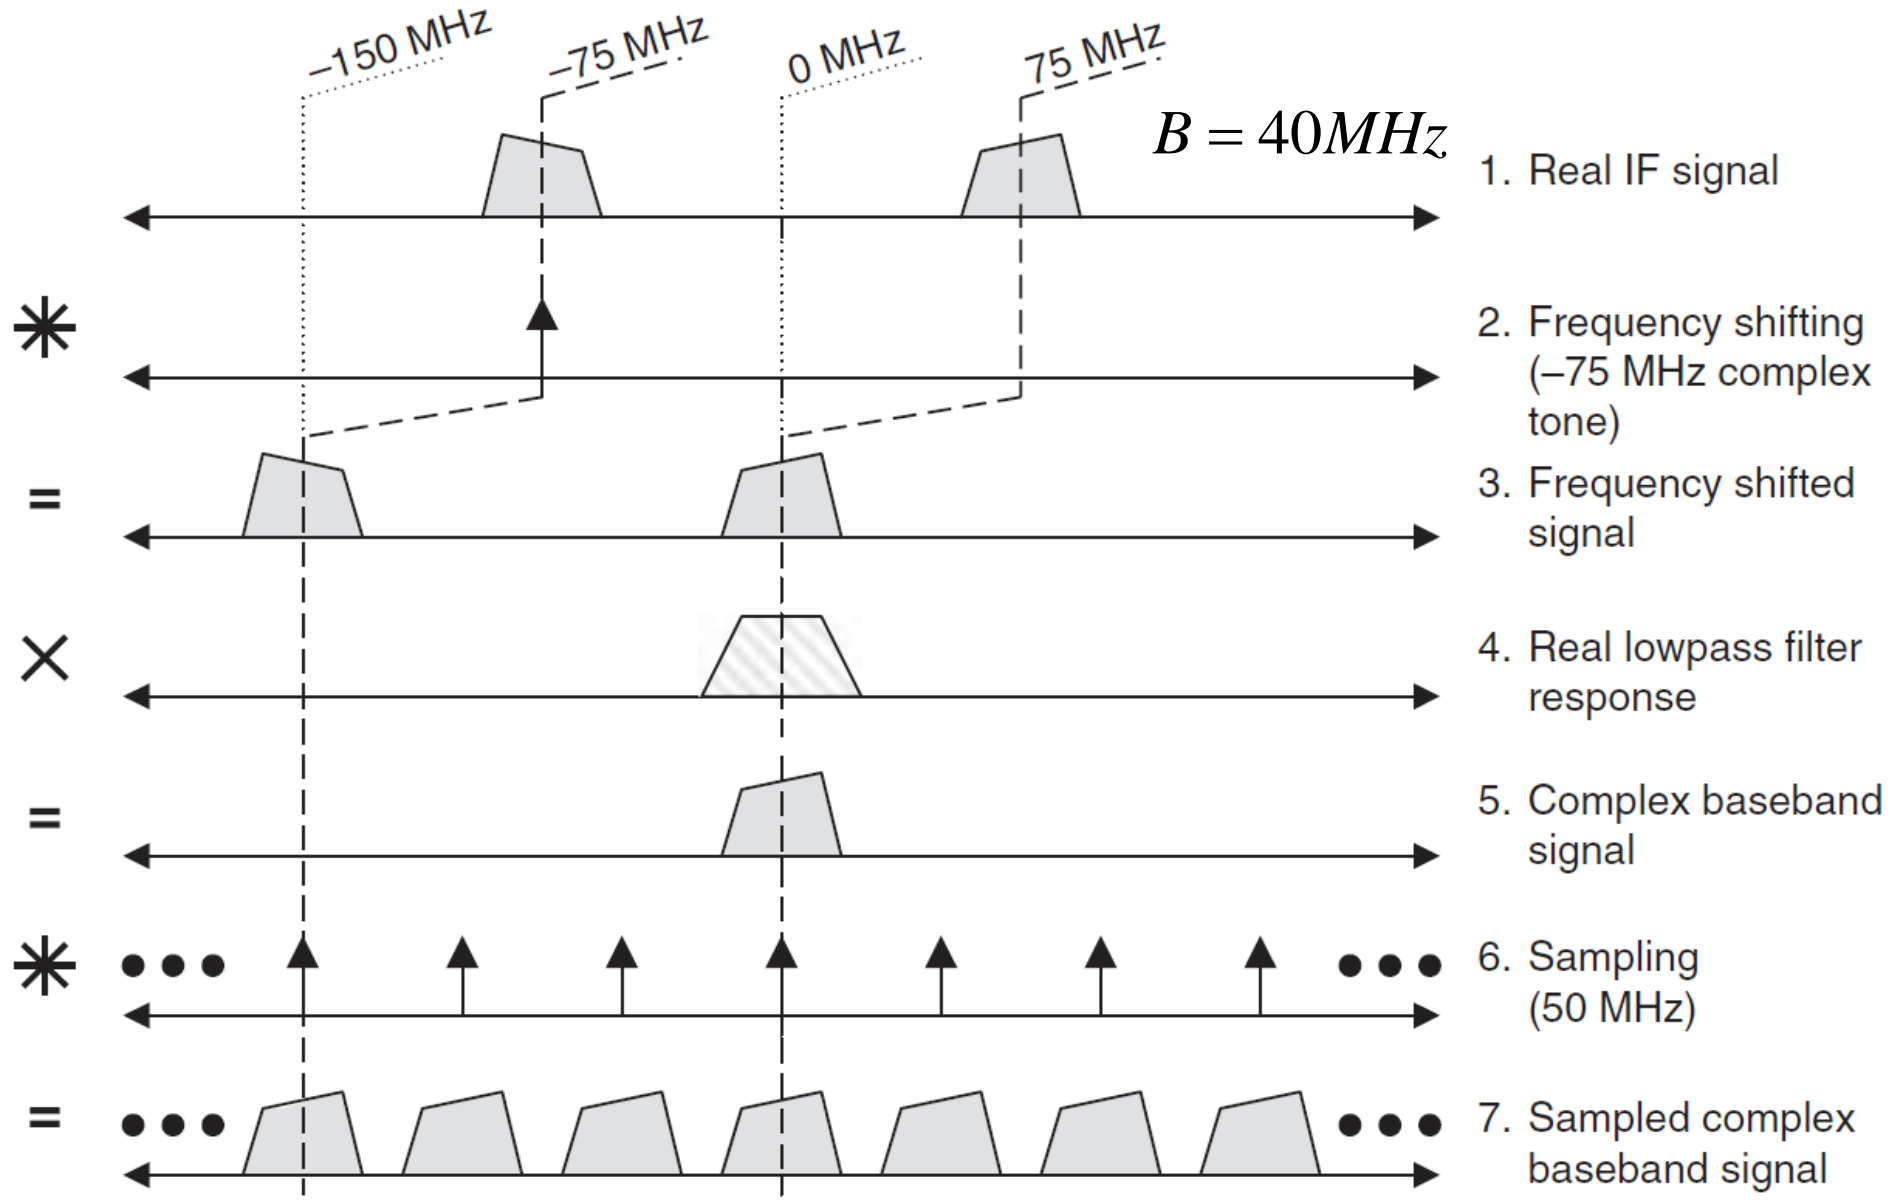 –150 MHz
–75 MHz
0 MHz
75 MHz
B = 40MHz
1. Real IF signal
2. Frequency shifting
(–75 MHz complex
tone)
=
3. Frequency shifted
signal
×
4. Real lowpass filter
response
=
5. Complex baseband
signal
6. Sampling
(50 MHz)
=
7. Sampled complex
baseband signal